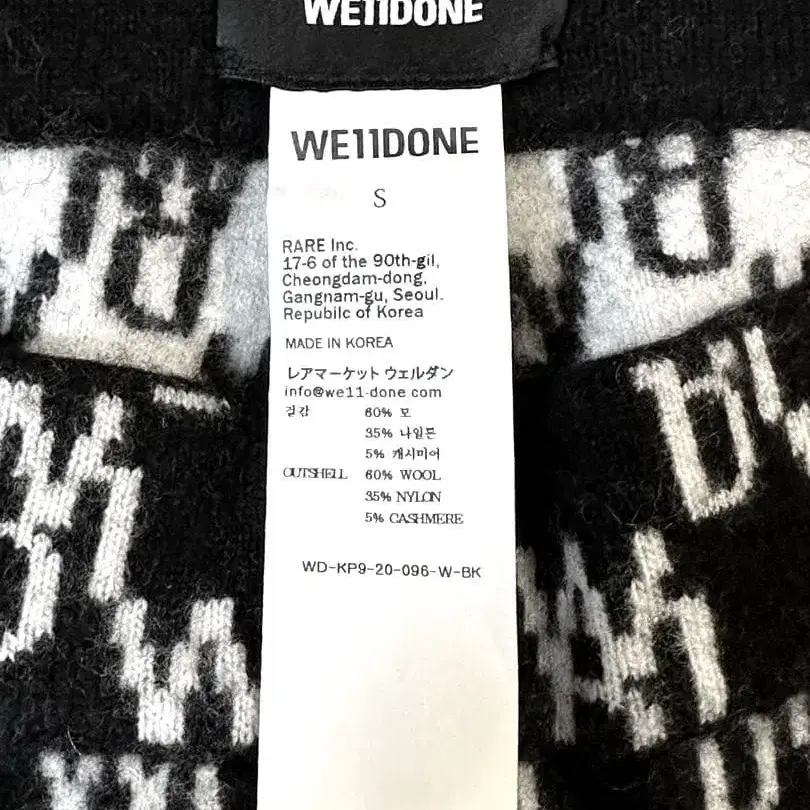 WE11DONE
WE11DONE
S
RARE Inc.
17-6 of the 90th-gil,
Cheongdam-dong,
Gangnam-gu, Seoul.
Repubilc of Korea
MADE IN KOREA
レアマーケット ウェルダン
info@we11-done com
겉감 60% 모
35% 나일론
5% 캐시미어
OUTSHELL 60% WOOL
35% NYLON
5% CASHMERE
WD-KP9-20-096-W-BK